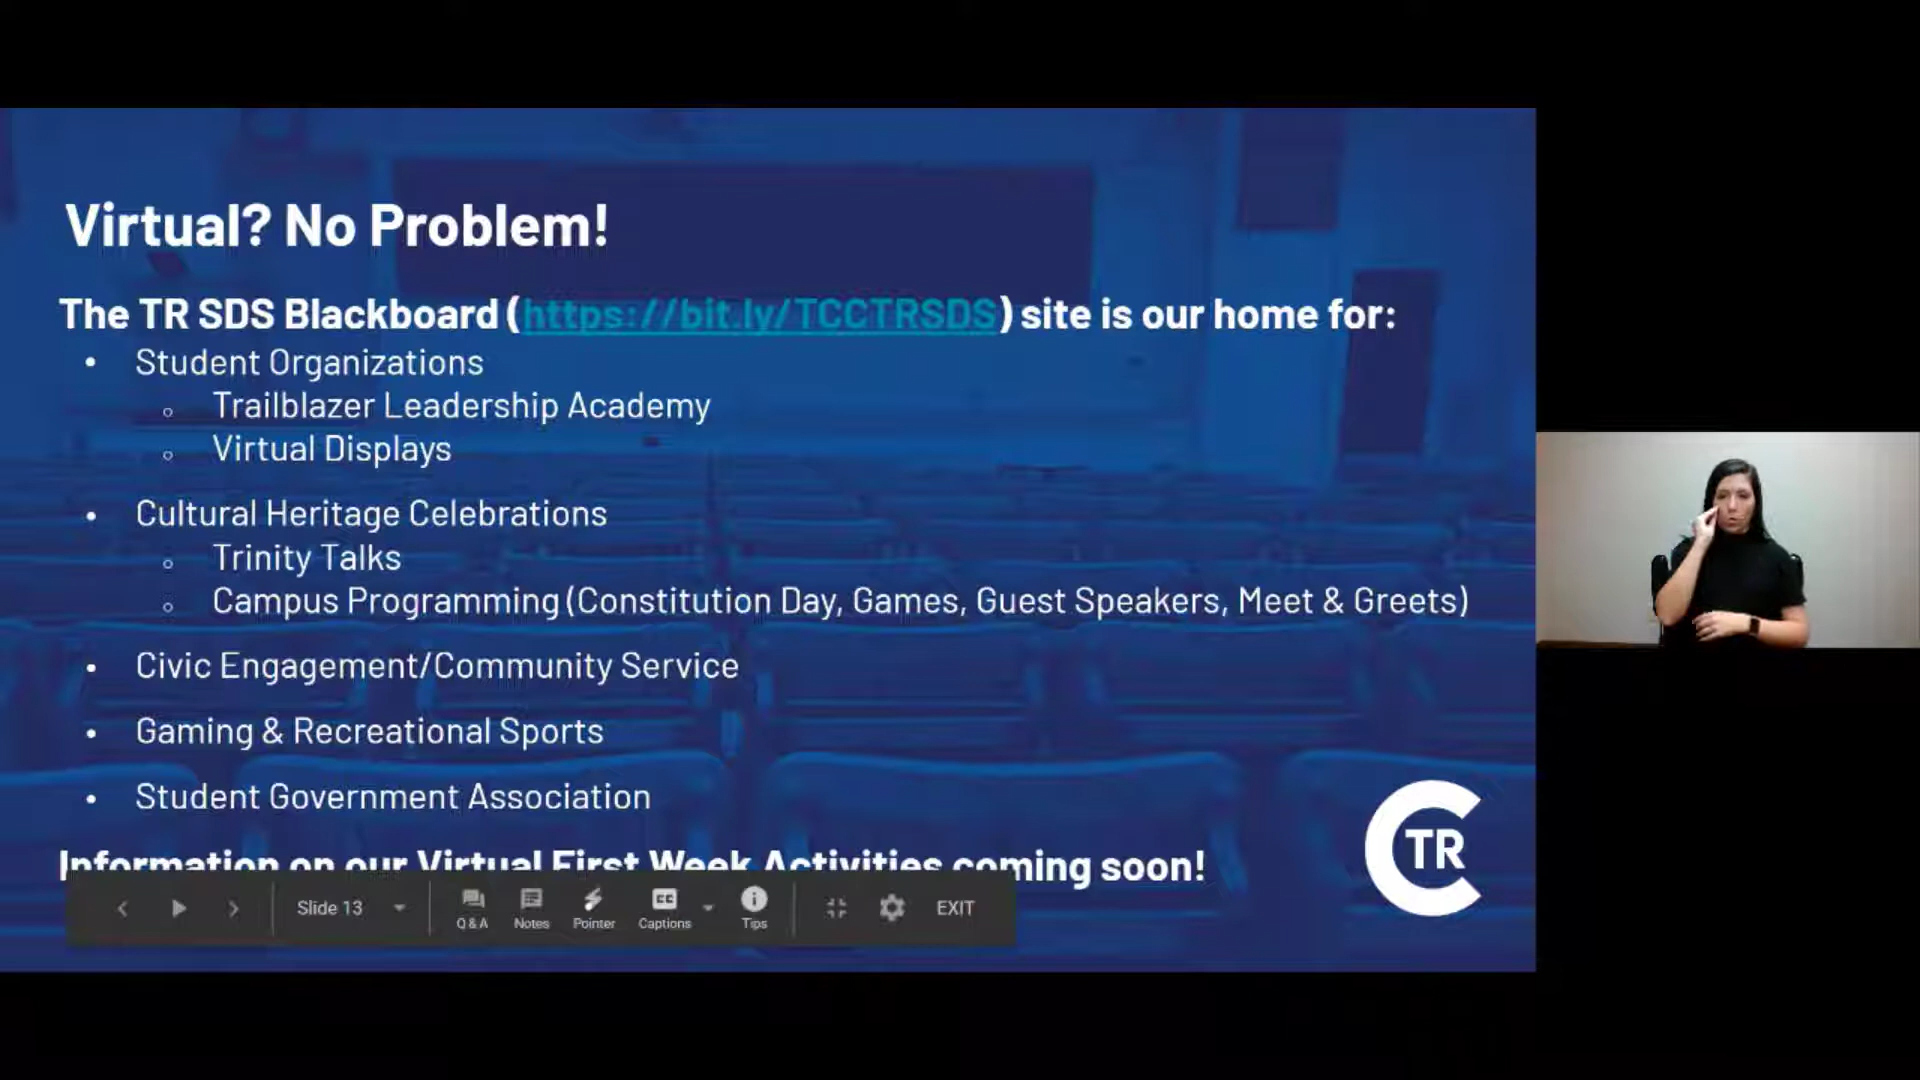 Virtual? No Problem!
The TR SDS Blackboard (https://bit.ly/TCCTRSDS) site is our home for:
• Student Organizations
○ Trailblazer Leadership Academy
○ Virtual Displays
• Cultural Heritage Celebrations
○ Trinity Talks
○ Campus Programming (Constitution Day, Games, Guest Speakers, Meet & Greets)
• Civic Engagement/Community Service
• Gaming & Recreational Sports
• Student Government Association
Information on our Virtual First Week Activities coming soon!
TR
Slide 13
Q&A
Notes
Pointer
CC
Captions
Tips
EXIT